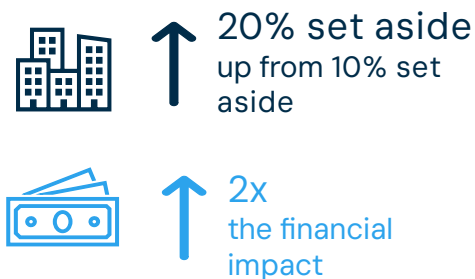 20% set aside
up from 10% set
aside
2x
the financial
impact